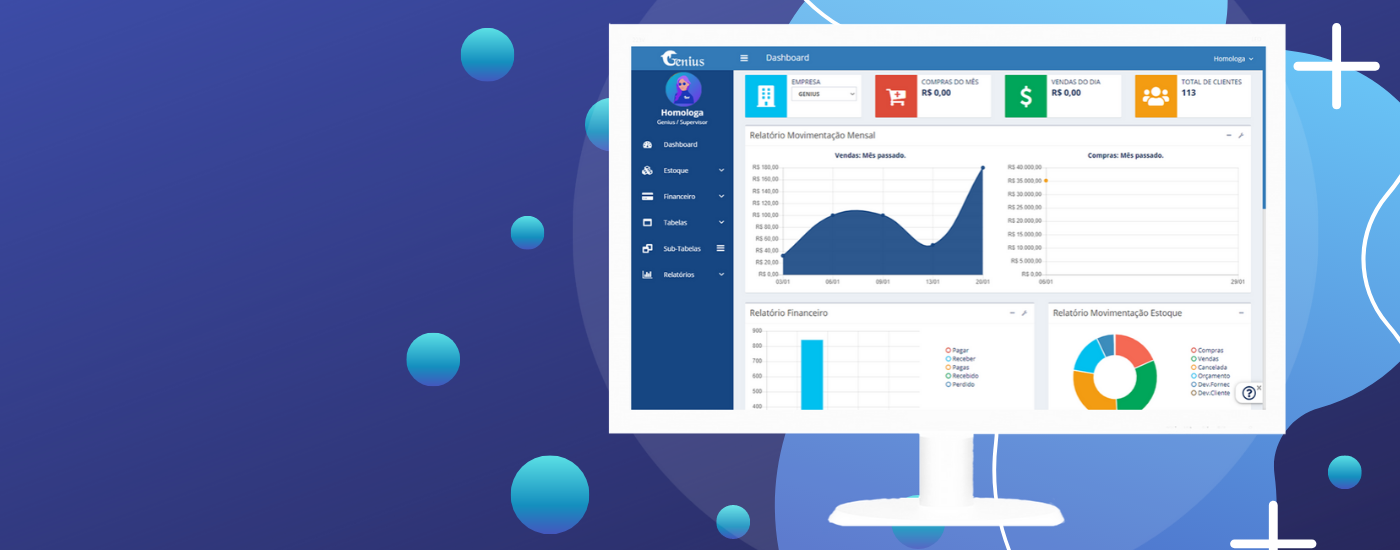 Genius
Dashboard
Homologa
Homologa
Genius / Supervisor
Dashboard
Estoque
Financeiro
Tabelas
Sub-Tabelas
Relatórios
EMPRESA
GENIUS
COMPRAS DO MÊS
R$ 0,00
VENDAS DO DIA
R$ 0,00
TOTAL DE CLIENTES
113
Relatório Movimentação Mensal
Vendas: Mês passado.
R$ 180,00
R$ 160,00
R$ 140,00
R$ 120,00
R$ 100,00
R$ 80,00
R$ 60,00
R$ 40,00
R$ 20,00
R$ 0,00
03/01
06/01
09/01
13/01
Compras: Mês passado.
R$ 40.000,00
R$ 35.000,00
R$ 30.000,00
R$ 25.000,00
R$ 20.000,00
R$ 15.000,00
R$ 10.000,00
R$ 5.000,00
R$ 0,00
Relatório Financeiro
900
800
700
600
500
400
Pagar
Receber
Pagas
Recebido
Perdido
Relatório Movimentação Estoque
Compras
Vendas
Cancelada
Orçamento
Dev.Fornec
Dev.Cliente
?